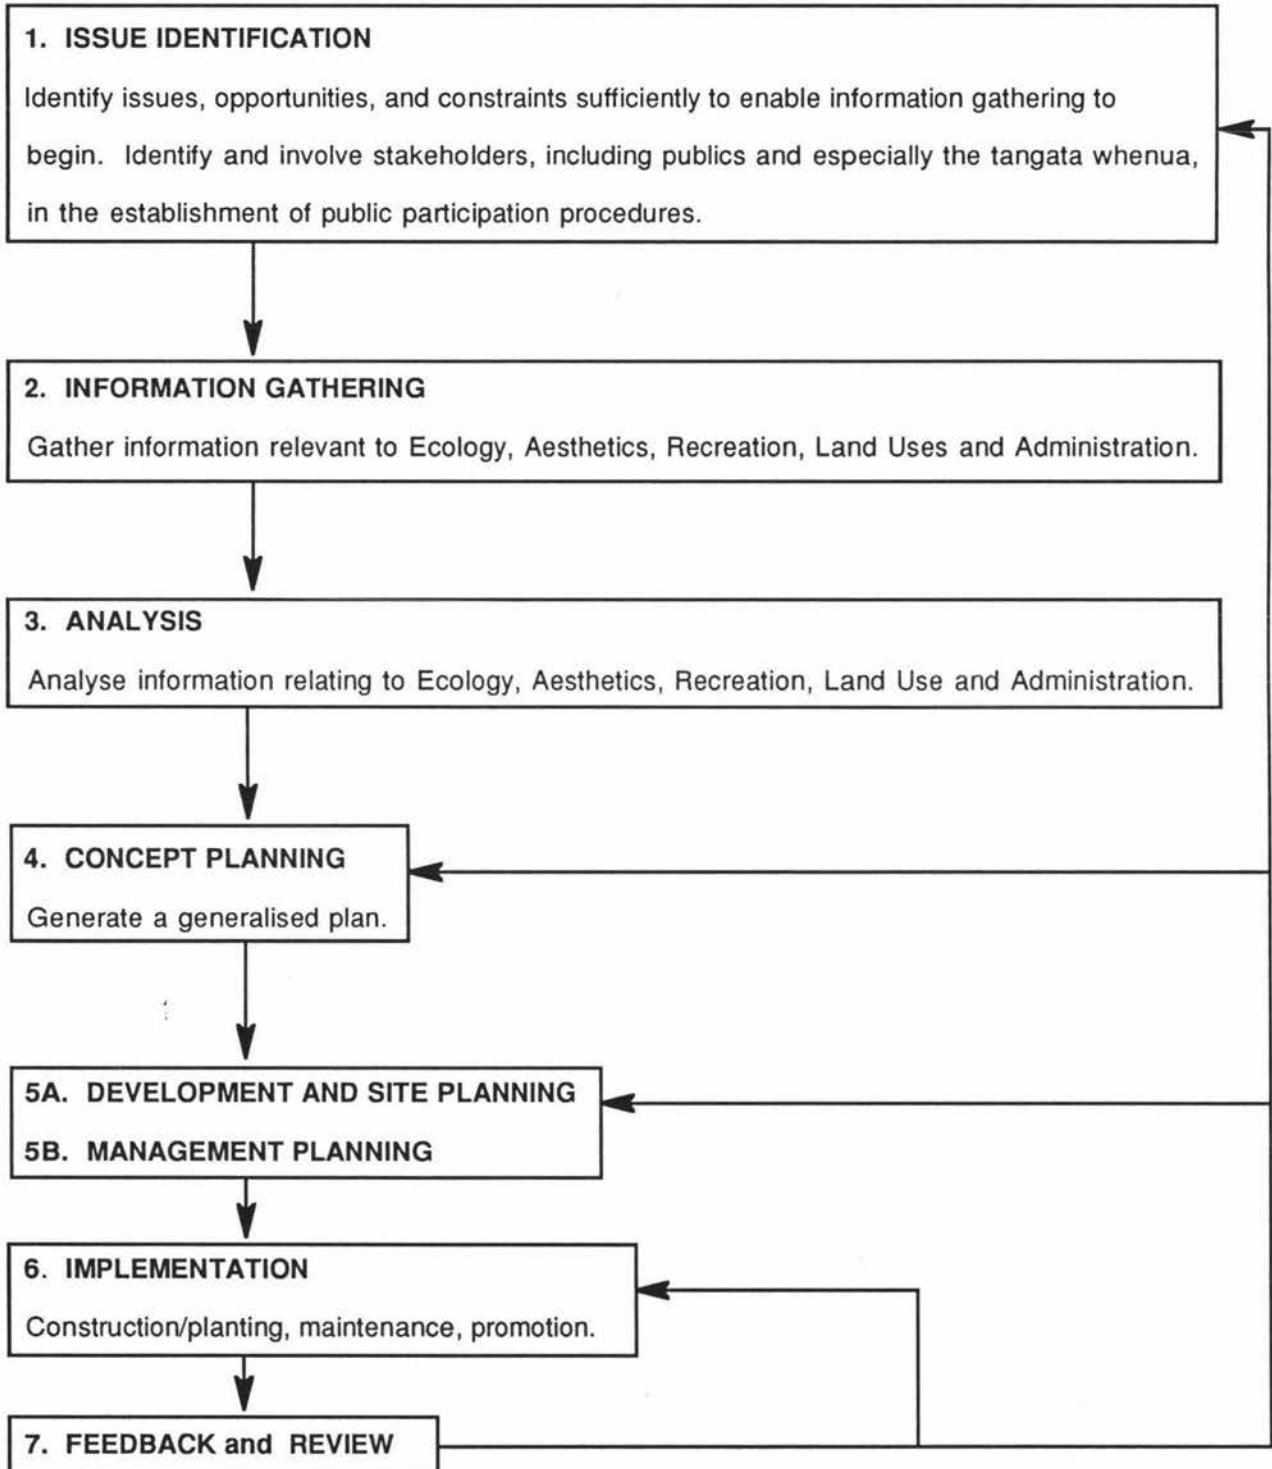 1. ISSUE IDENTIFICATION
Identify issues, opportunities, and constraints sufficiently to enable information gathering to
begin. Identify and involve stakeholders, including publics and especially the tangata whenua,
in the establishment of public participation procedures.
2. INFORMATION GATHERING
Gather information relevant to Ecology, Aesthetics, Recreation, Land Uses and Administration.
3. ANALYSIS
Analyse information relating to Ecology, Aesthetics, Recreation, Land Use and Administration.
4. CONCEPT PLANNING
Generate a generalised plan.
5A. DEVELOPMENT AND SITE PLANNING
5B. MANAGEMENT PLANNING
6. IMPLEMENTATION
Construction/planting, maintenance, promotion.
7. FEEDBACK and REVIEW